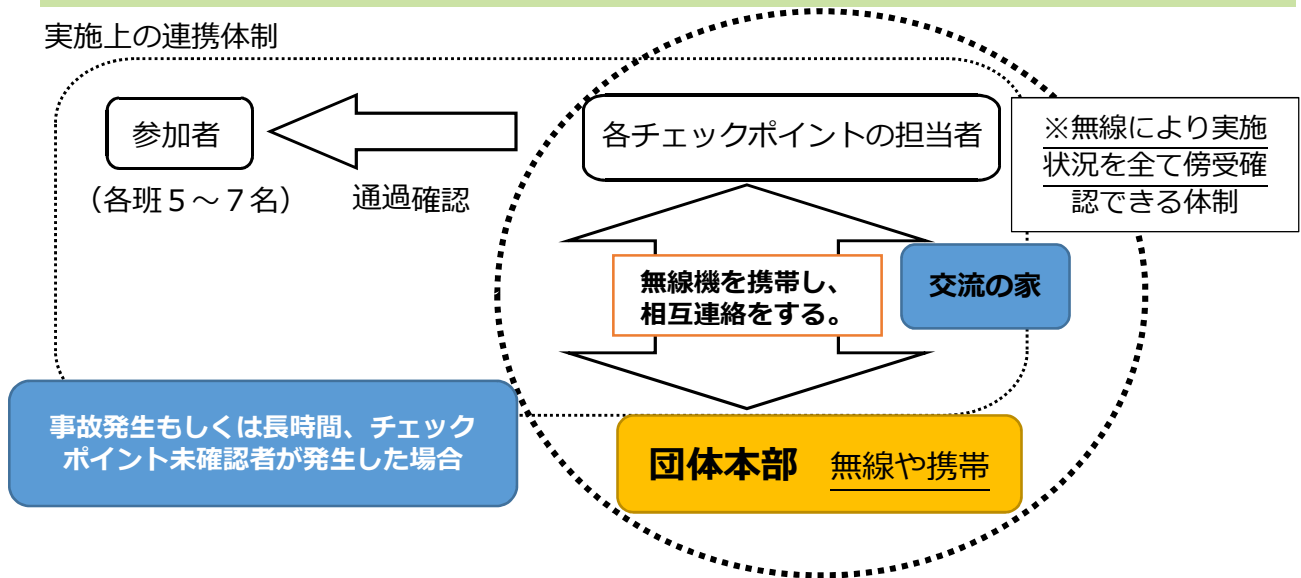 実施上の連携体制
参加者
（各班５～７名）
通過確認
各チェックポイントの担当者
※無線により実施
状況を全て傍受確
認できる体制
無線機を携帯し、
相互連絡をする。
交流の家
事故発生もしくは長時間、チェック
ポイント未確認者が発生した場合
団体本部　無線や携帯